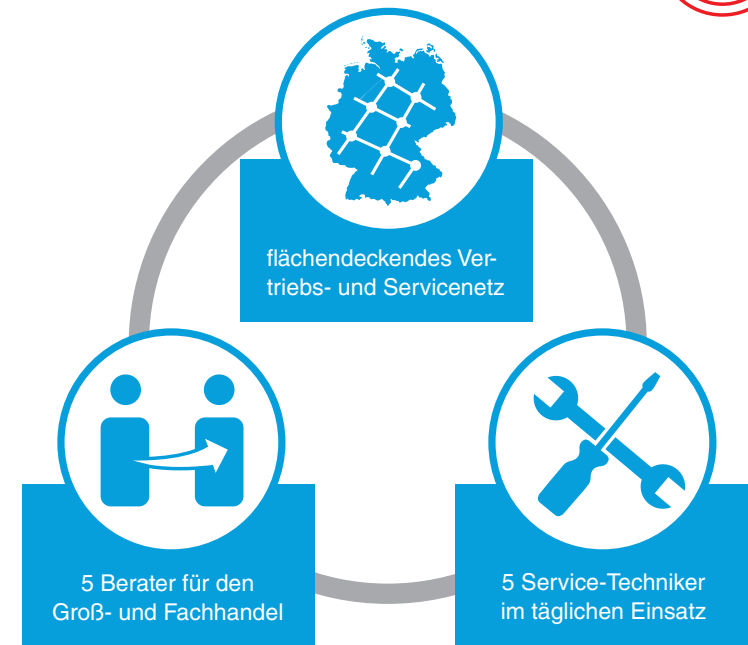 flächendeckendes Ver-
triebs- und Servicenetz
5 Berater für den
Groß- und Fachhandel
5 Service-Techniker
im täglichen Einsatz